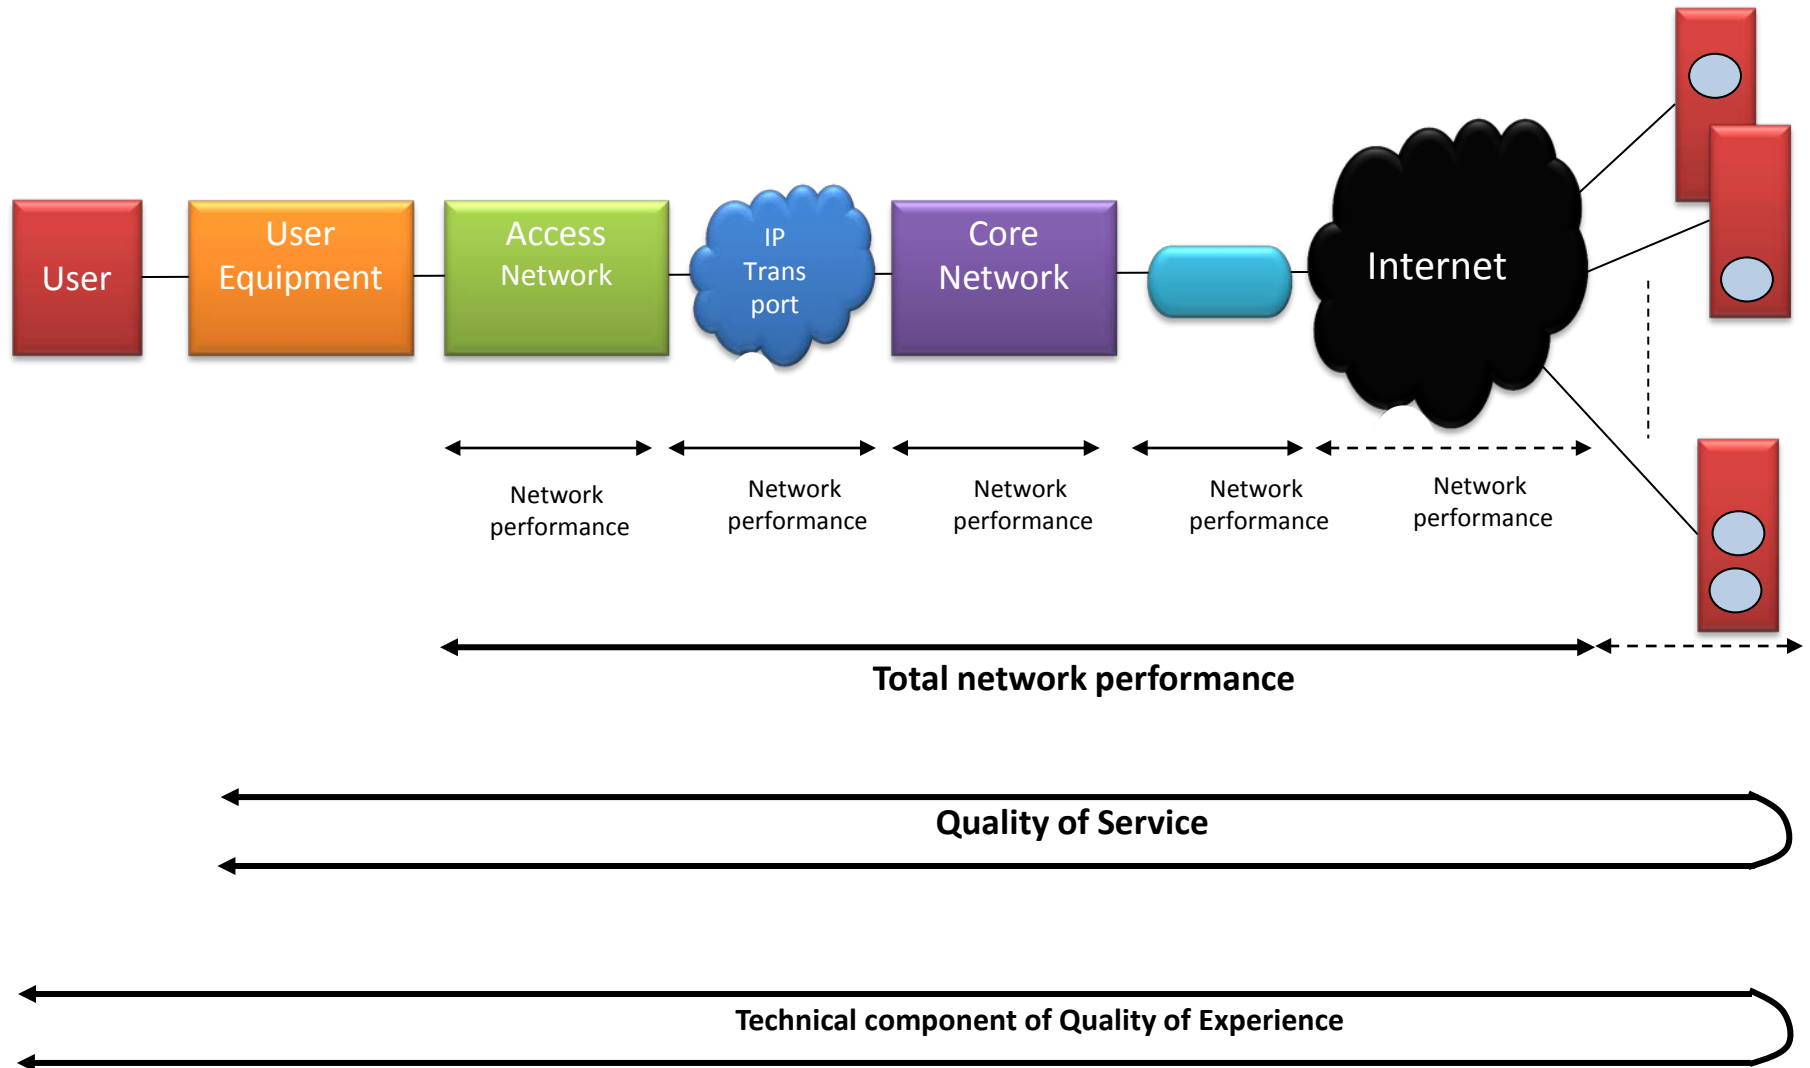 User
User
Equipment
Access
Network
IP
Trans
port
Core
Network
Internet
Network
performance
Network
performance
Network
performance
Network
performance
Network
performance
Total network performance
Quality of Service
Technical component of Quality of Experience